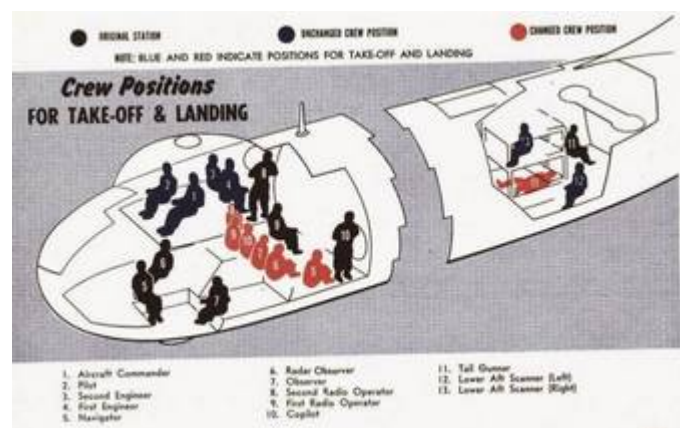 ORIGINAL STATION UNCHANGED CREW POSITION CHANGED CREW POSITION
NOTE: BLUE AND RED INDICATE POSITIONS FOR TAKE-OFF AND LANDING
Crew Positions
FOR TAKE-OFF & LANDING
1. Aircraft Commander
2. Pilot
3. Second Engineer
4. First Engineer
5. Navigator
6. Radar Observer
7. Observer
8. Second Radio Operator
9. First Radio Operator
10. Copilot
11. Tail Gunner
12. Lower Aft Scanner (Left)
13. Lower Aft Scanner (Right)